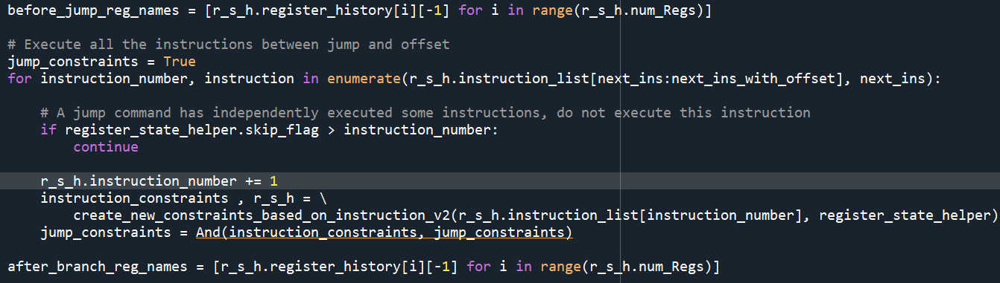 before_jump_reg_names = [r_s_h.register_history[i][-1] for i in range(r_s_h.num_Regs)]

# Execute all the instructions between jump and offset
jump_constraints = True
for instruction_number, instruction in enumerate(r_s_h.instruction_list[next_ins:next_ins_with_offset], next_ins):

    # A jump command has independently executed some instructions, do not execute this instruction
    if register_state_helper.skip_flag > instruction_number:
        continue

    r_s_h.instruction_number += 1
    instruction_constraints , r_s_h = \
        create_new_constraints_based_on_instruction_v2(r_s_h.instruction_list[instruction_number], register_state_helper)
    jump_constraints = And(instruction_constraints, jump_constraints)

after_branch_reg_names = [r_s_h.register_history[i][-1] for i in range(r_s_h.num_Regs)]